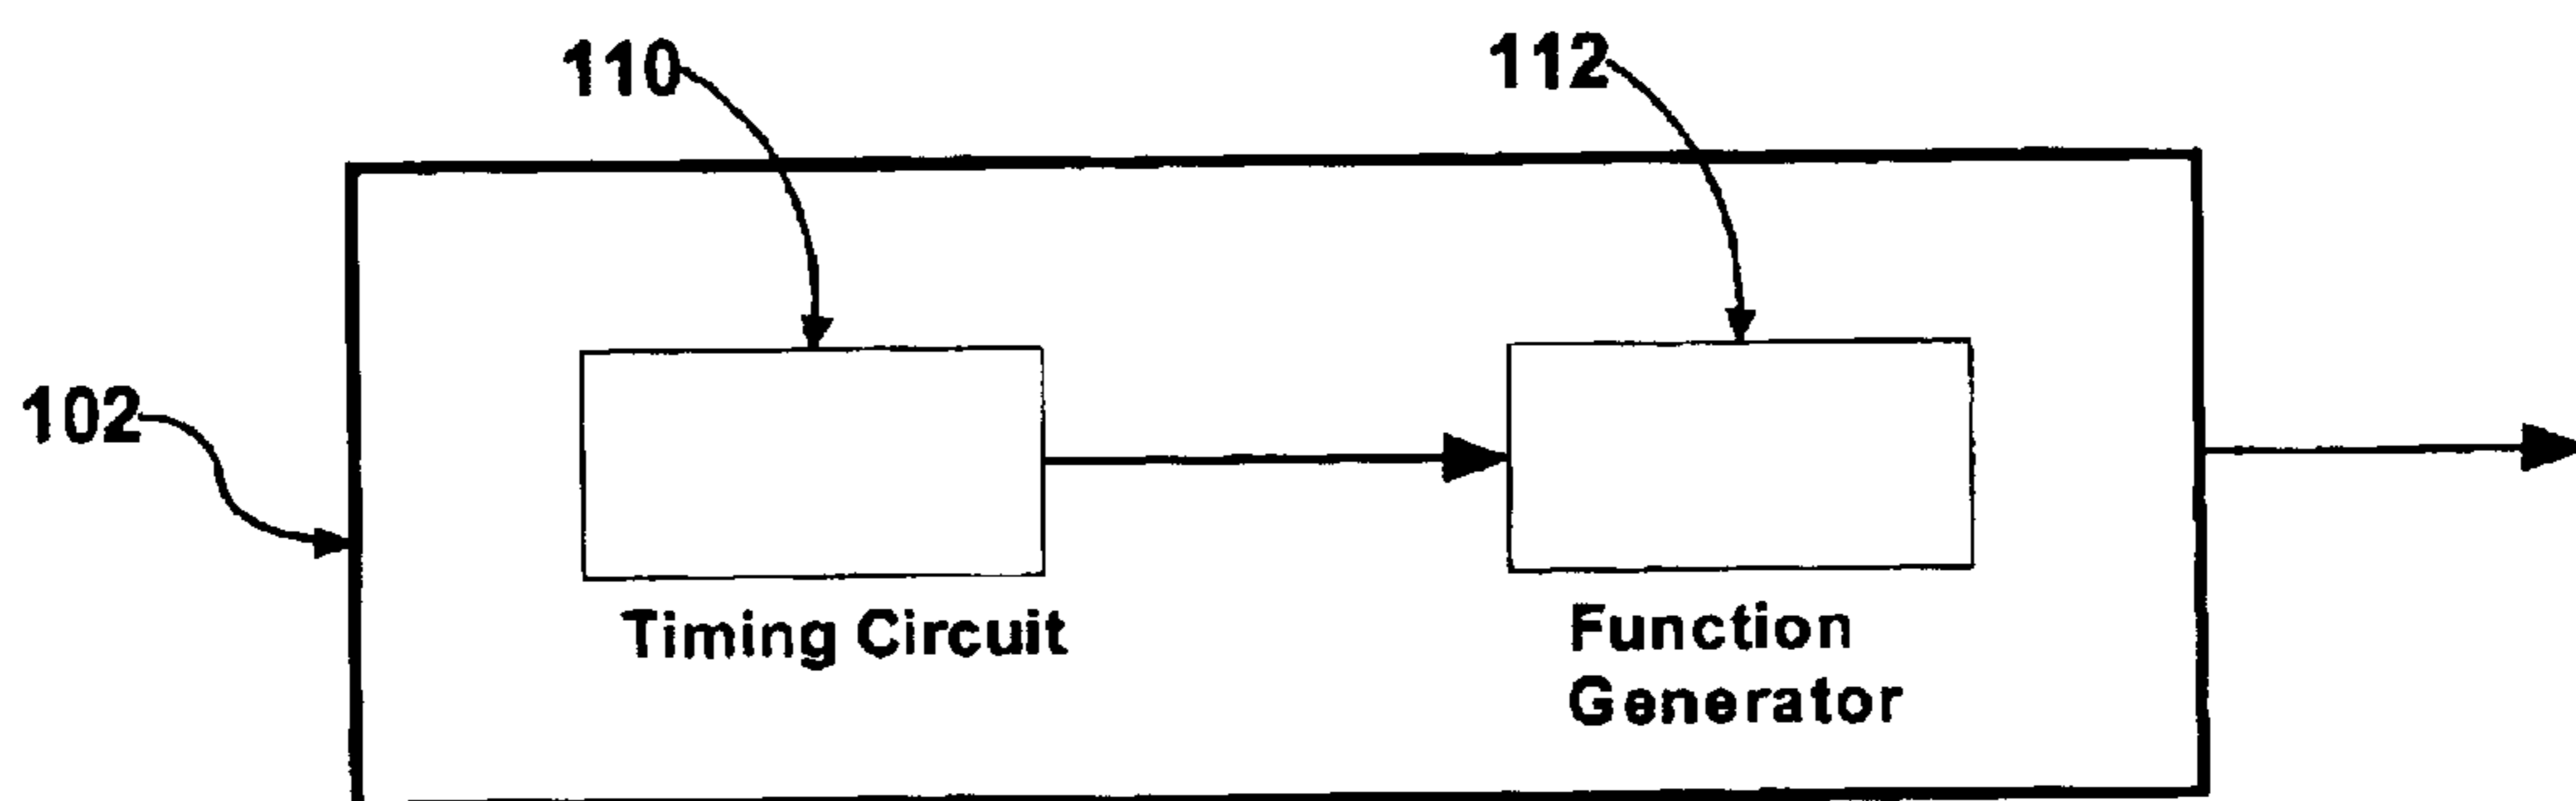 110
112
102
Timing Circuit
Function
Generator